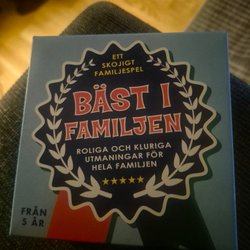 ETT
SKOJIGT
FAMILJESPEL
BÄST I
FAMILJEN
ROLIGA OCH KLURIGA
UTMANINGAR FÖR
HELA FAMILJEN
FRÅN
5 ÅR